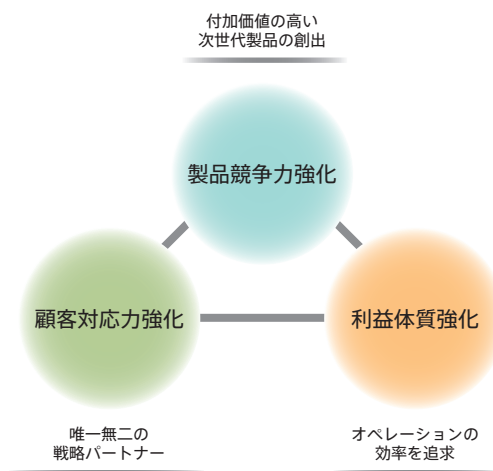 付加価値の高い
次世代製品の創出
製品競争力強化
顧客対応力強化
利益体質強化
唯一無二の
戦略パートナー
オペレーションの
効率を追求